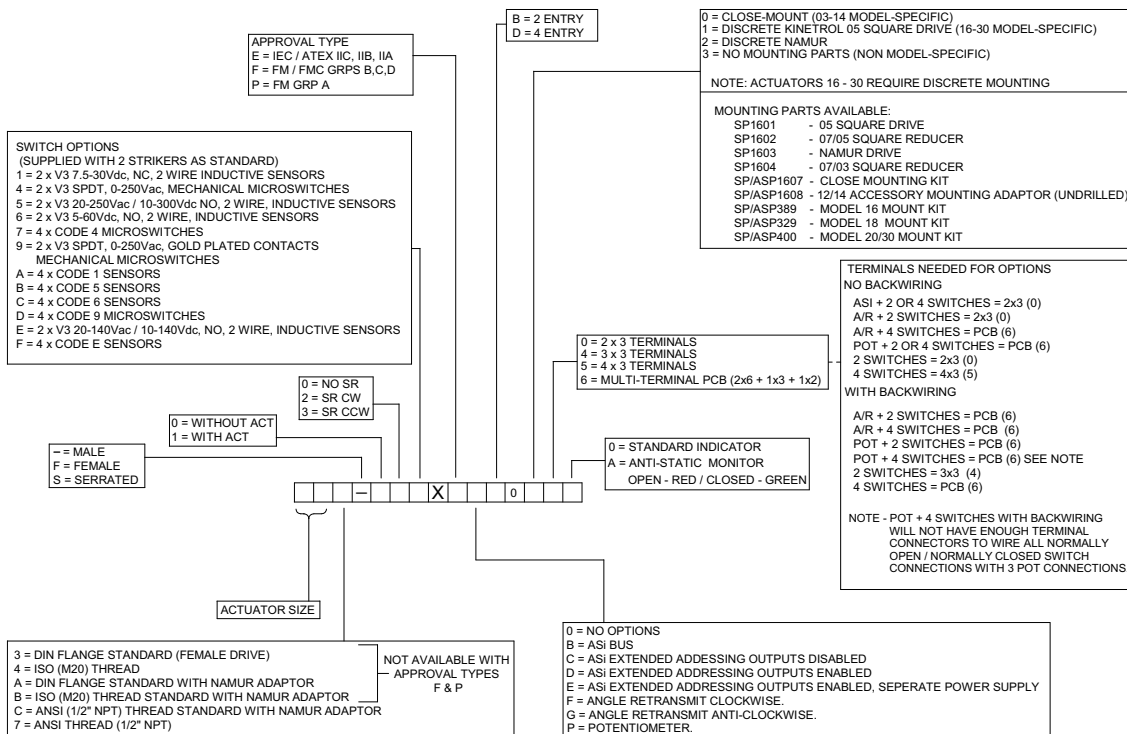 B = 2 ENTRY
D = 4 ENTRY
0 = CLOSE-MOUNT (03-14 MODEL-SPECIFIC)
1 = DISCRETE KINETROL 05 SQUARE DRIVE (16-30 MODEL-SPECIFIC)
2 = DISCRETE NAMUR
3 = NO MOUNTING PARTS (NON MODEL-SPECIFIC)
NOTE: ACTUATORS 16 - 30 REQUIRE DISCRETE MOUNTING
MOUNTING PARTS AVAILABLE:
SP1601 - 05 SQUARE DRIVE
SP1602 - 07/05 SQUARE REDUCER
SP1603 - NAMUR DRIVE
SP1604 - 07/03 SQUARE REDUCER
SP/ASP1607 - CLOSE MOUNTING KIT
SP/ASP1608 - 12/14 ACCESSORY MOUNTING ADAPTOR (UNDRILLED)
SP/ASP389 - MODEL 16 MOUNT KIT
SP/ASP329 - MODEL 18 MOUNT KIT
SP/ASP400 - MODEL 20/30 MOUNT KIT
APPROVAL TYPE
E = IEC / ATEX IIC, IIB, IIA
F = FM / FMC GRPS B,C,D
P = FM GRP A
SWITCH OPTIONS
(SUPPLIED WITH 2 STRIKERS AS STANDARD)
1 = 2 x V3 7.5-30Vdc, NC, 2 WIRE INDUCTIVE SENSORS
4 = 2 x V3 SPDT, 0-250Vac, MECHANICAL MICROSWITCHES
5 = 2 x V3 20-250Vac / 10-300Vdc NO, 2 WIRE, INDUCTIVE SENSORS
6 = 2 x V3 5-60Vdc, NO, 2 WIRE, INDUCTIVE SENSORS
7 = 4 x CODE 4 MICROSWITCHES
9 = 2 x V3 SPDT, 0-250Vac, GOLD PLATED CONTACTS
MECHANICAL MICROSWITCHES
A = 4 x CODE 1 SENSORS
B = 4 x CODE 5 SENSORS
C = 4 x CODE 6 SENSORS
D = 4 x CODE 9 MICROSWITCHES
E = 2 x V3 20-140Vac / 10-140Vdc, NO, 2 WIRE, INDUCTIVE SENSORS
F = 4 x CODE E SENSORS
TERMINALS NEEDED FOR OPTIONS
NO BACKWIRING
ASI + 2 OR 4 SWITCHES = 2x3 (0)
A/R + 2 SWITCHES = 2x3 (0)
A/R + 4 SWITCHES = PCB (6)
POT + 2 OR 4 SWITCHES = PCB (6)
2 SWITCHES = 2x3 (0)
4 SWITCHES = 4x3 (5)
WITH BACKWIRING
A/R + 2 SWITCHES = PCB (6)
A/R + 4 SWITCHES = PCB (6)
POT + 2 SWITCHES = PCB (6)
POT + 4 SWITCHES = PCB (6) SEE NOTE
2 SWITCHES = 3x3 (4)
4 SWITCHES = PCB (6)
NOTE - POT + 4 SWITCHES WITH BACKWIRING
WILL NOT HAVE ENOUGH TERMINAL
CONNECTORS TO WIRE ALL NORMALLY
OPEN / NORMALLY CLOSED SWITCH
CONNECTIONS WITH 3 POT CONNECTIONS.
0 = 2 x 3 TERMINALS
4 = 3 x 3 TERMINALS
5 = 4 x 3 TERMINALS
6 = MULTI-TERMINAL PCB (2x6 + 1x3 + 1x2)
0 = NO SR
2 = SR CW
3 = SR CCW
0 = WITHOUT ACT
1 = WITH ACT
– = MALE
F = FEMALE
S = SERRATED
0 = STANDARD INDICATOR
A = ANTI-STATIC MONITOR
OPEN - RED / CLOSED - GREEN
– X 0
ACTUATOR SIZE
3 = DIN FLANGE STANDARD (FEMALE DRIVE)
4 = ISO (M20) THREAD
A = DIN FLANGE STANDARD WITH NAMUR ADAPTOR
B = ISO (M20) THREAD STANDARD WITH NAMUR ADAPTOR
C = ANSI (1/2" NPT) THREAD STANDARD WITH NAMUR ADAPTOR
7 = ANSI THREAD (1/2" NPT)
NOT AVAILABLE WITH
APPROVAL TYPES
F & P
0 = NO OPTIONS
B = ASi BUS
C = ASi EXTENDED ADDESSING OUTPUTS DISABLED
D = ASi EXTENDED ADDRESSING OUTPUTS ENABLED
E = ASi EXTENDED ADDRESSING OUTPUTS ENABLED, SEPERATE POWER SUPPLY
F = ANGLE RETRANSMIT CLOCKWISE.
G = ANGLE RETRANSMIT ANTI-CLOCKWISE.
P = POTENTIOMETER.